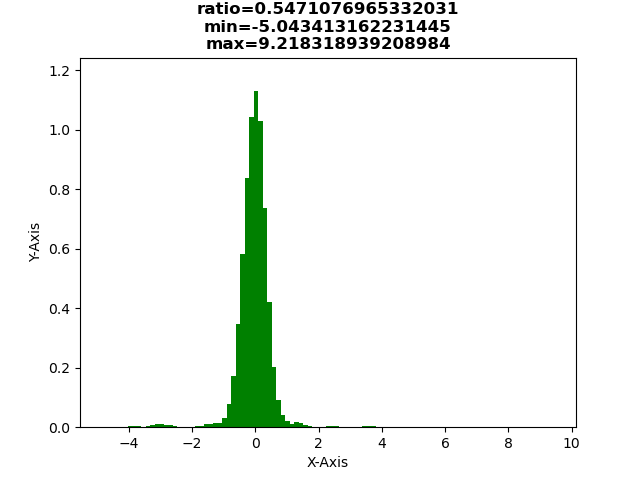 ratio=0.5471076965332031
min=-5.043413162231445
max=9.218318939208984
1.2
1.0
0.8
0.6
0.4
0.2
0.0
Y-Axis
−4 −2 0 2 4 6 8 10
X-Axis